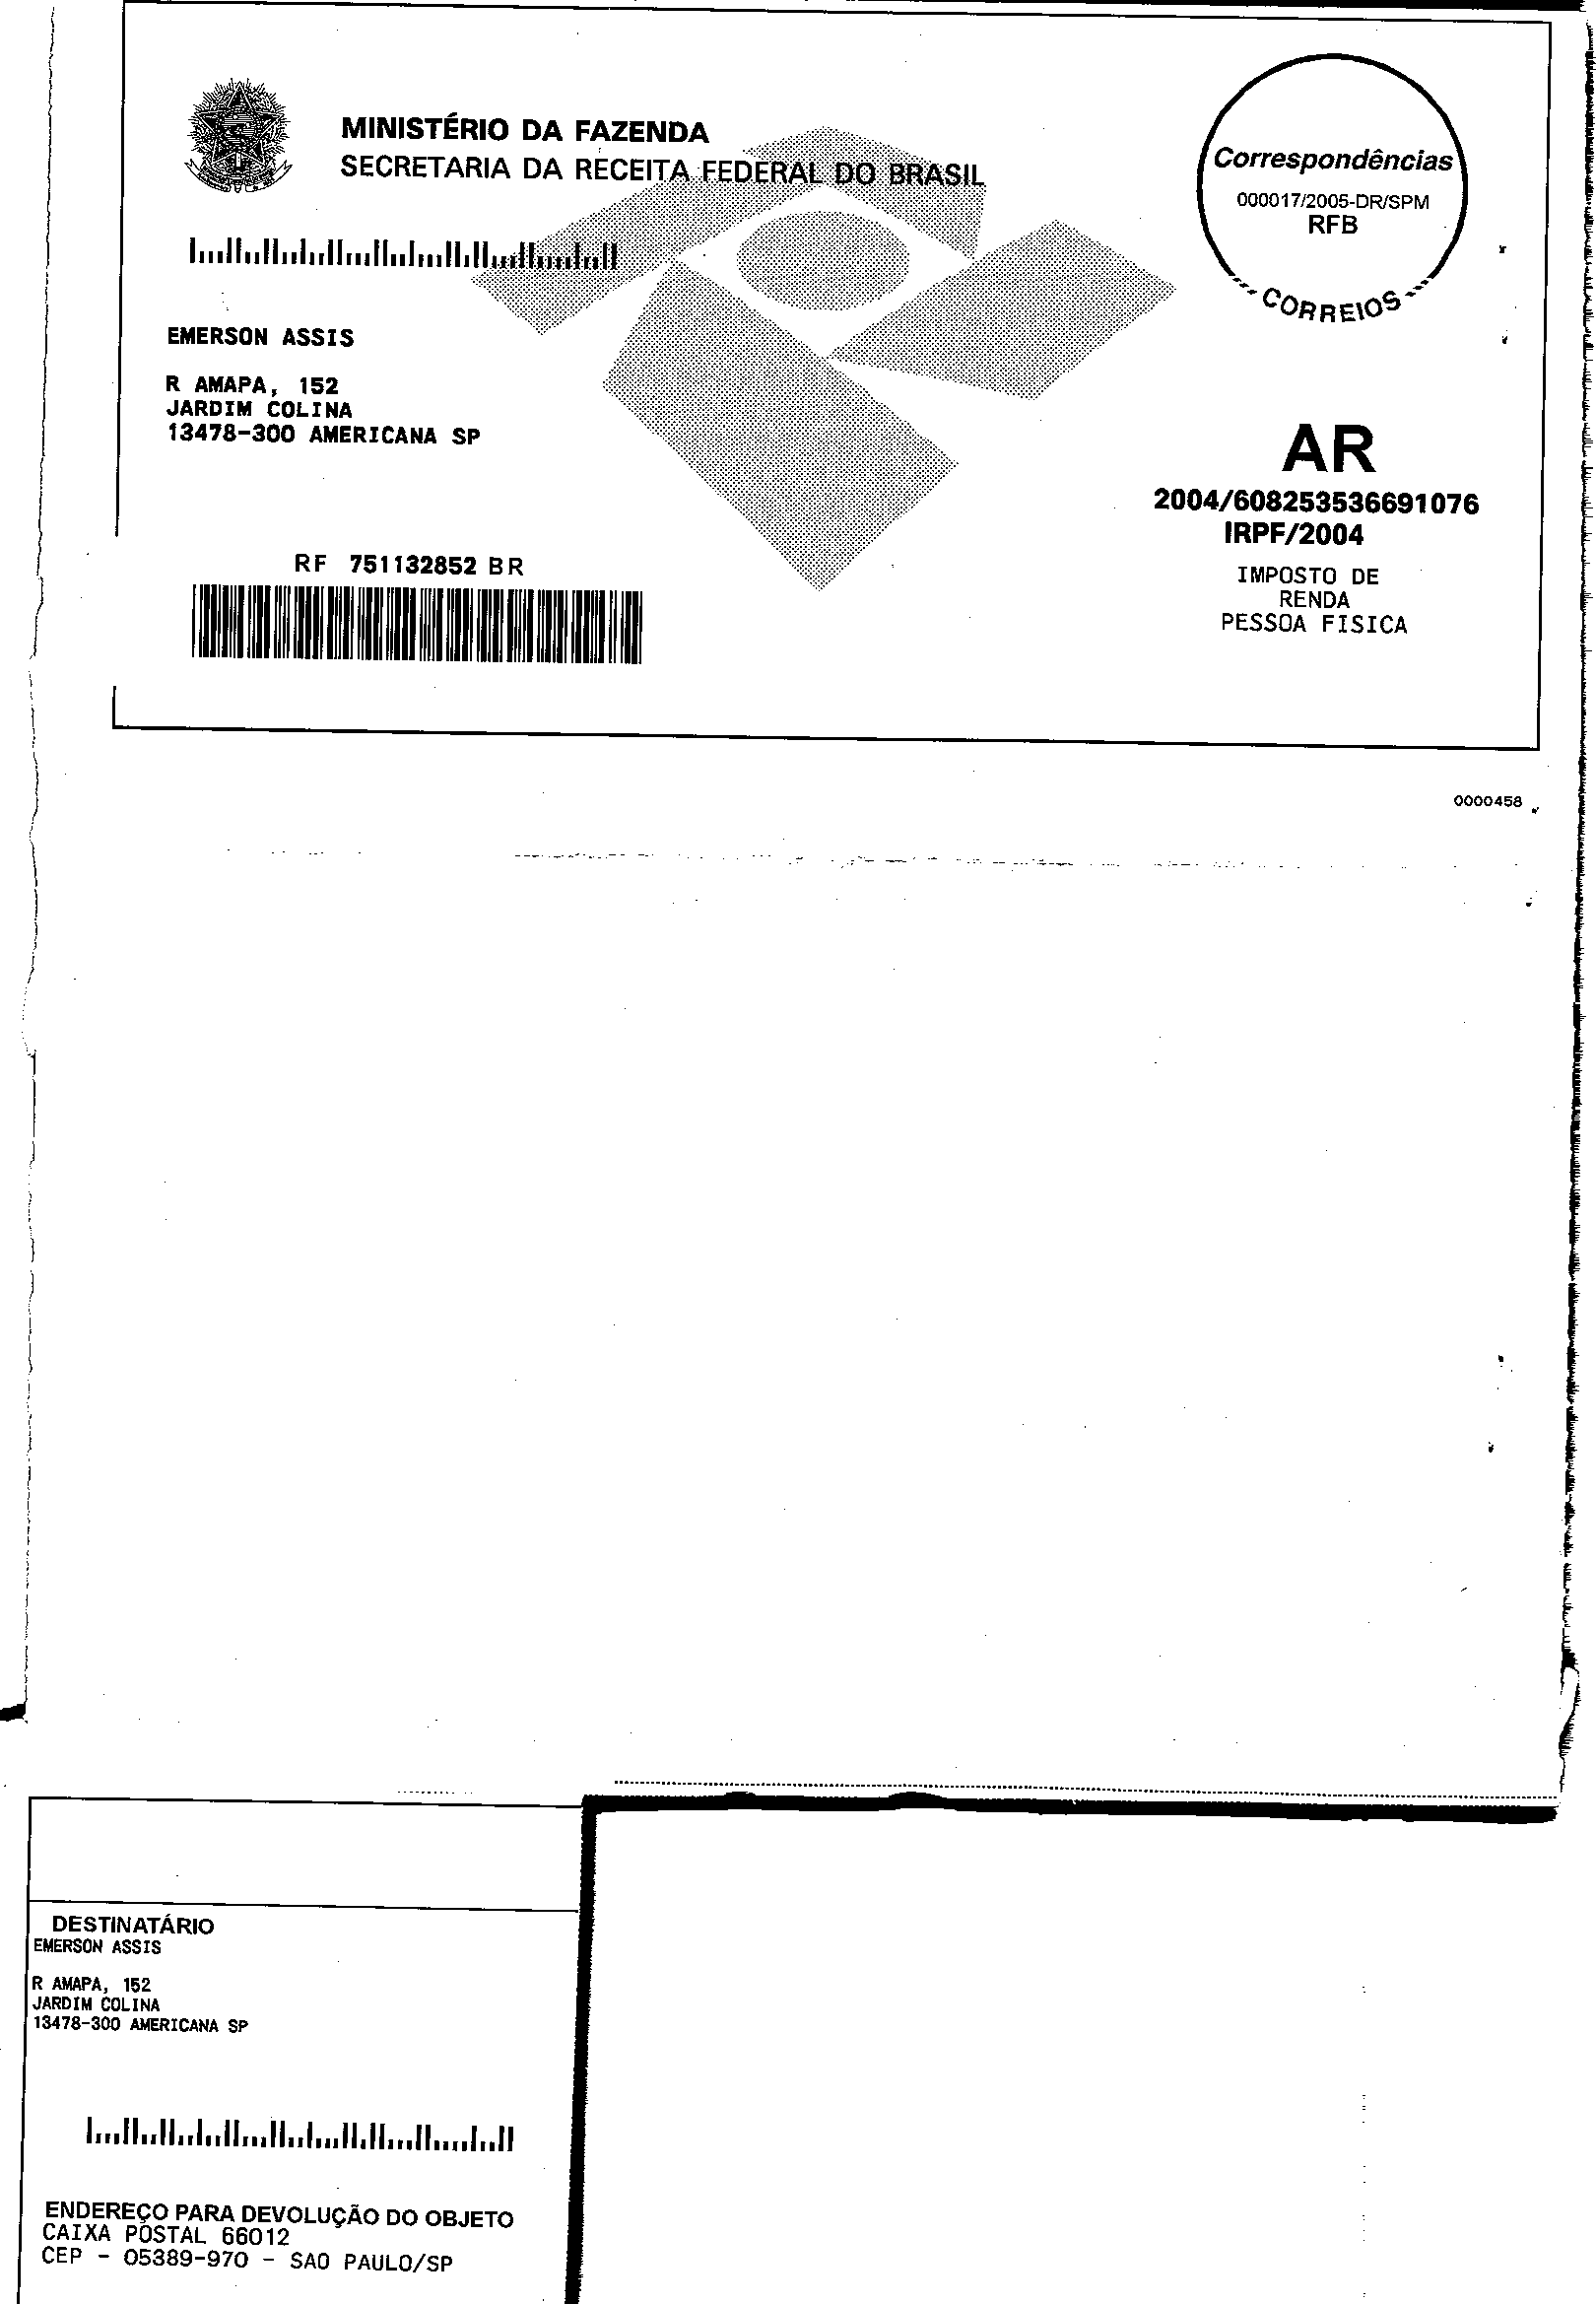 MINISTÉRIO DA FAZENDA
SECRETARIA DA RECEITA FEDERAL DO BRASIL
Correspondências
000017/2005-DR/SPM
RFB
CORREIOS
EMERSON ASSIS
R AMAPA, 152
JARDIM COLINA
13478-300 AMERICANA SP
AR
2004/608253536691076
IRPF/2004
IMPOSTO DE
RENDA
PESSOA FISICA
RF 751132852 BR
0000458
DESTINATÁRIO
EMERSON ASSIS
R AMAPA, 152
JARDIM COLINA
13478-300 AMERICANA SP
ENDEREÇO PARA DEVOLUÇÃO DO OBJETO
CAIXA POSTAL 66012
CEP - 05389-970 - SAO PAULO/SP